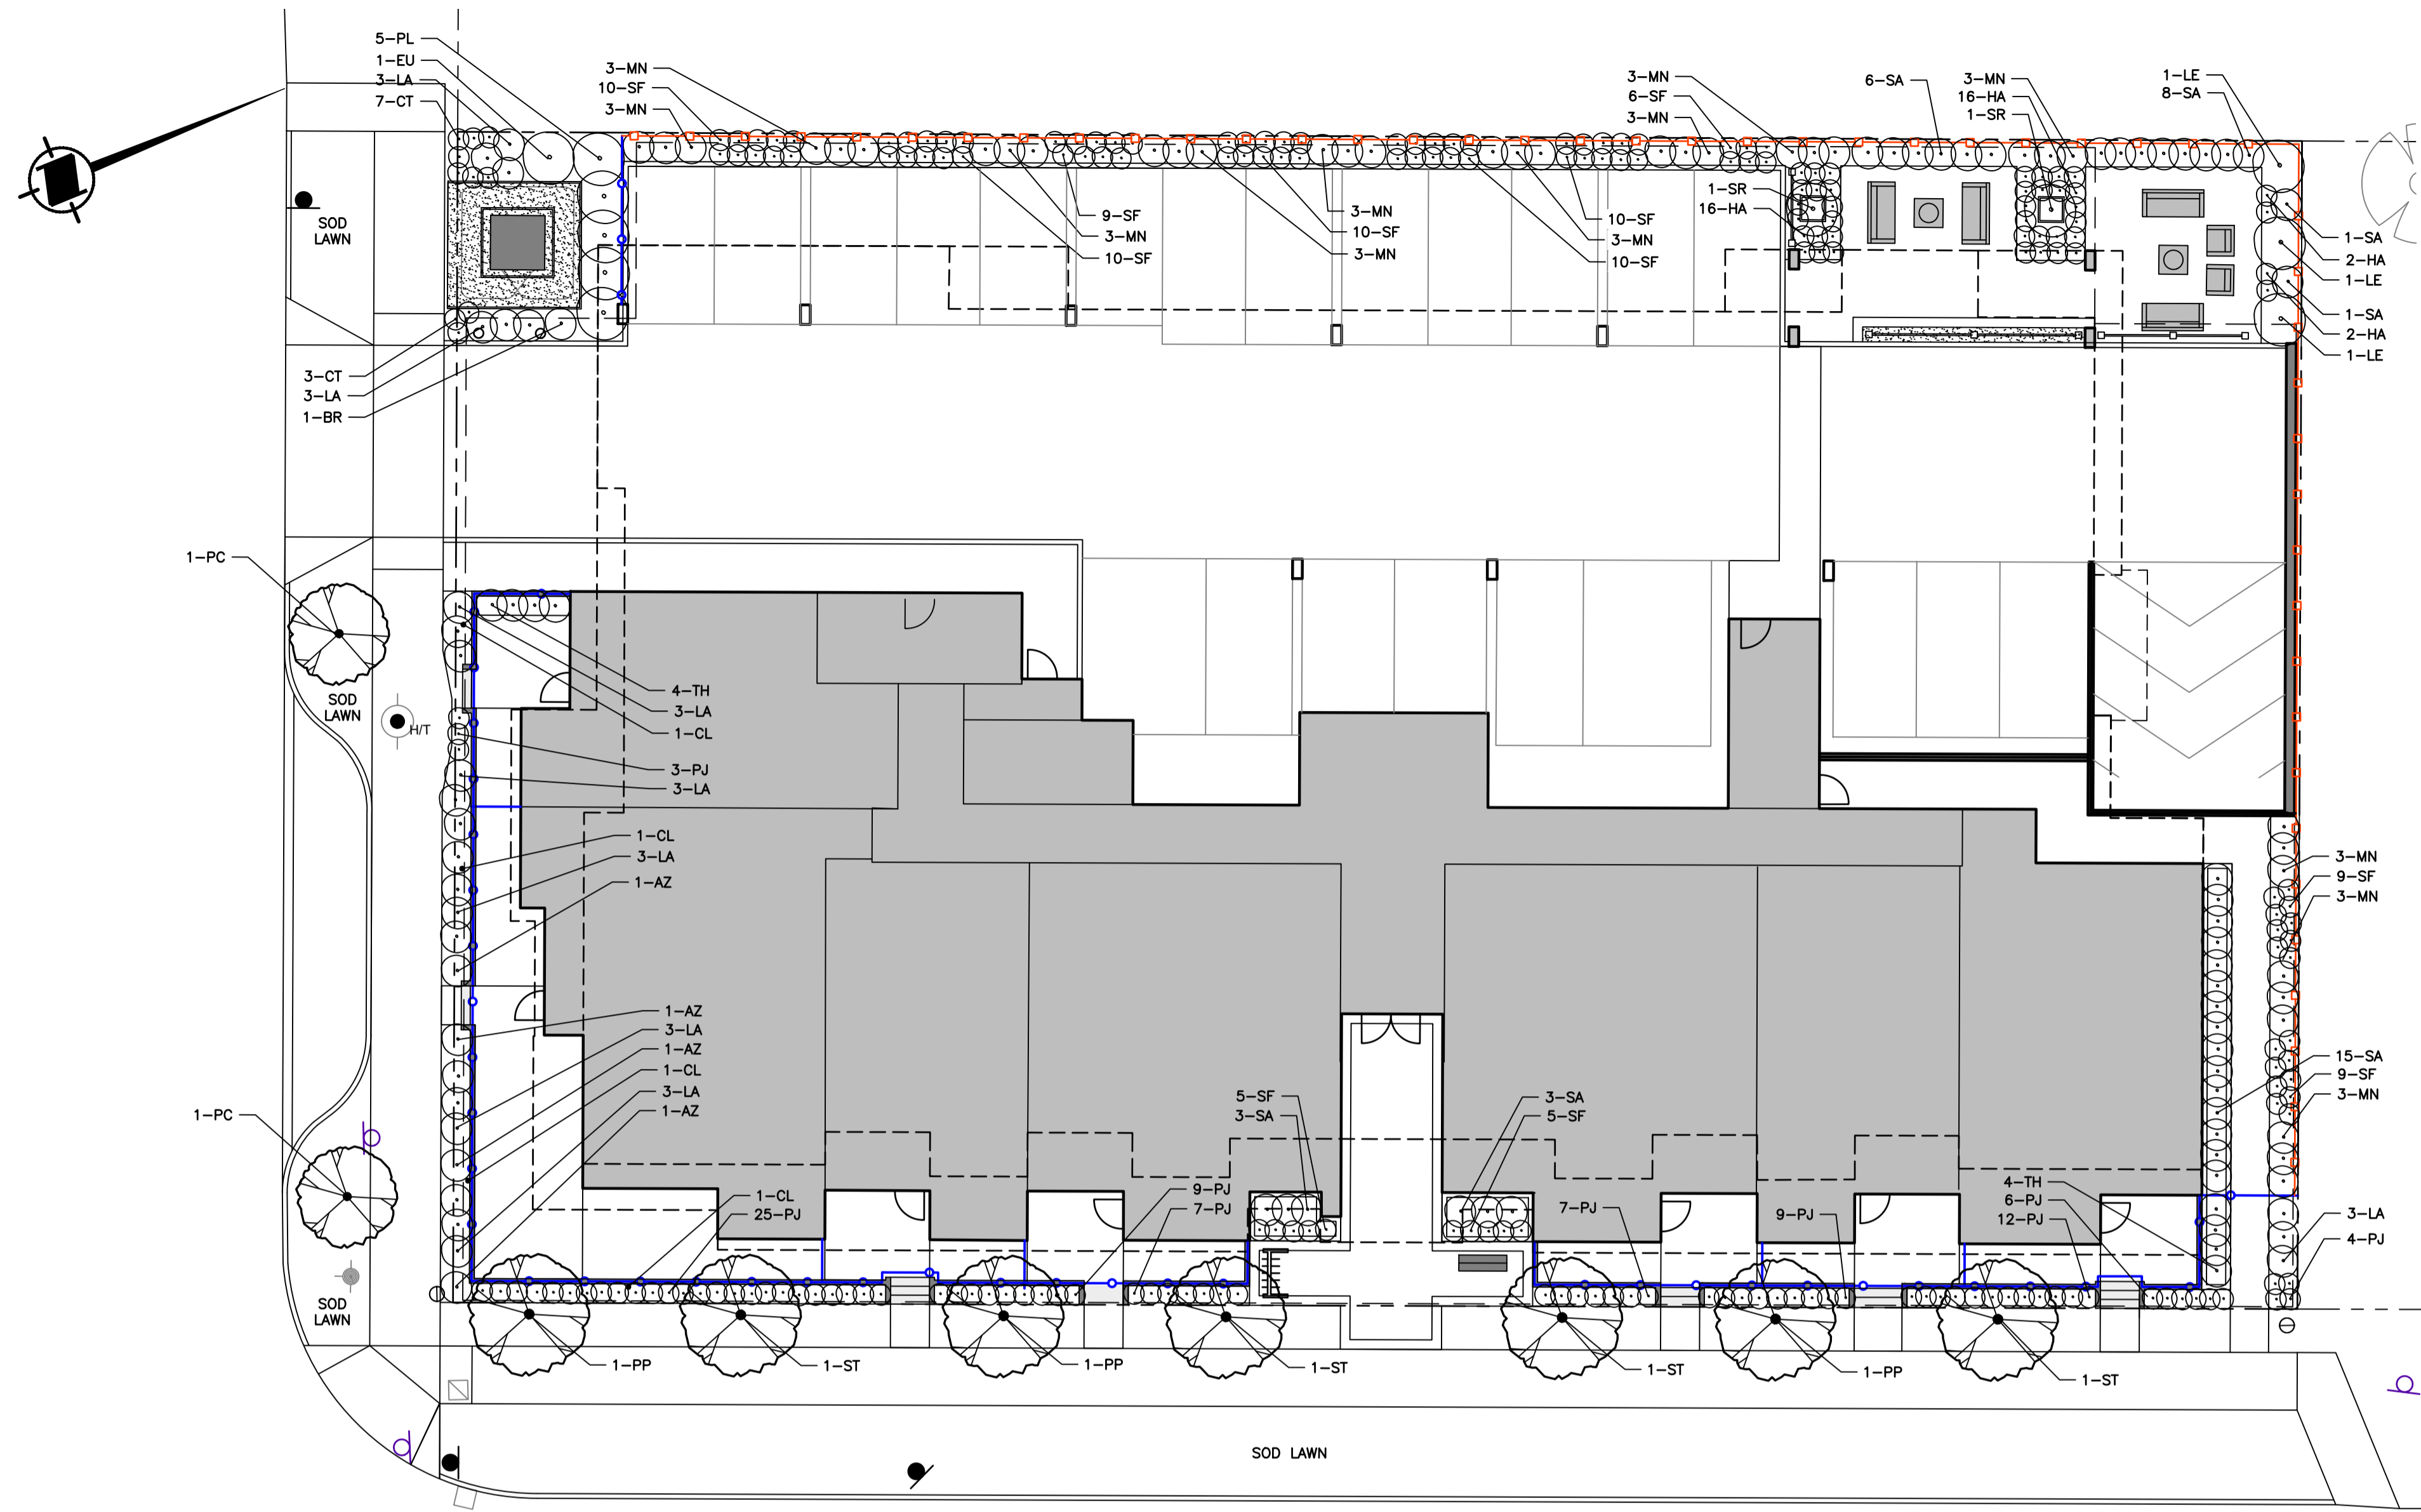 5-PL
1-EU
3-LA
7-CT
3-MN
10-SF
3-MN
3-MN
6-SF
3-MN
6-SA
3-MN
16-HA
1-SR
1-LE
8-SA
SOD
LAWN
1-SR
16-HA
9-SF
3-MN
10-SF
3-MN
10-SF
3-MN
10-SF
3-MN
10-SF
1-SA
2-HA
1-LE
1-SA
2-HA
1-LE
3-CT
3-LA
1-BR
1-PC
SOD
LAWN
H/T
4-TH
3-LA
1-CL
3-PJ
3-LA
1-CL
3-LA
1-AZ
3-MN
9-SF
3-MN
1-AZ
3-LA
1-AZ
1-CL
3-LA
1-AZ
1-PC
5-SF
3-SA
3-SA
5-SF
15-SA
9-SF
3-MN
1-CL
25-PJ
9-PJ
7-PJ
7-PJ
9-PJ
4-TH
6-PJ
12-PJ
3-LA
4-PJ
SOD
LAWN
1-PP
1-ST
1-PP
1-ST
1-ST
1-PP
1-ST
SOD LAWN